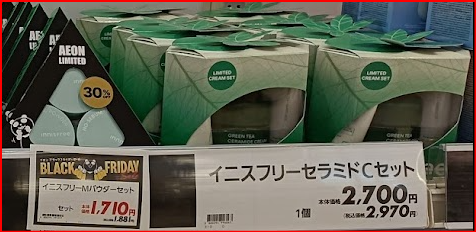 AEON
LIMITED
30%
LIMITED
CREAM SET
GREEN TEA
LIMITED
CREAM SET
GREEN TEA
BLACK FRIDAY
イニスフリーMパウダーセット
セット
本体価格
1,710円
1,881円
イニスフリーセラミドCセット
1個
本体価格
2,700円
(税込価格 2,970円)